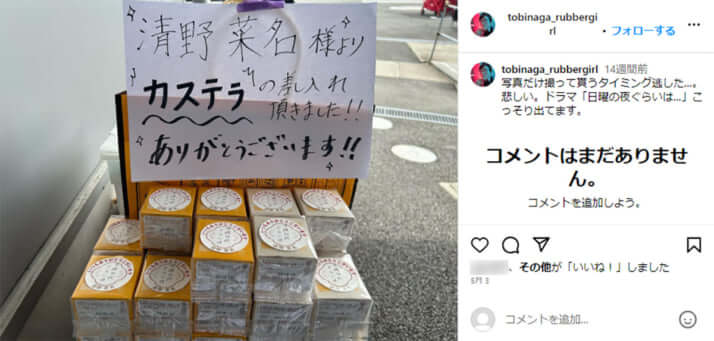 清野 菜名 様より
カステラの差し入れ
頂きました!!
ありがとうございます!!
tobinaga_rubbergi
rl
・フォローする
tobinaga_rubbergirl 14週間前
写真だけ撮って貰うタイミング逃した…。
悲しい。ドラマ「日曜の夜ぐらいは...」こ
っそり出てます。
コメントはまだありませ
ん。
コメントを追加しよう。
、その他が「いいね！」しました
コメントを追加...